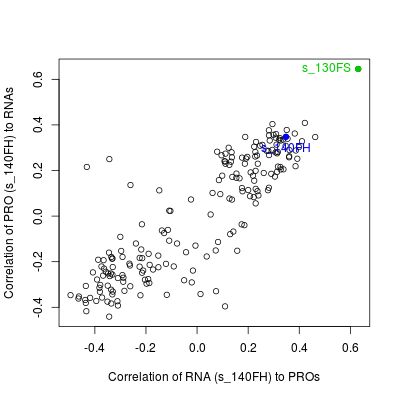 s_130FS
s_140FH
Correlation of PRO (s_140FH) to RNAs
0.6
0.4
0.2
0.0
-0.2
-0.4
-0.4 -0.2 0.0 0.2 0.4 0.6
Correlation of RNA (s_140FH) to PROs